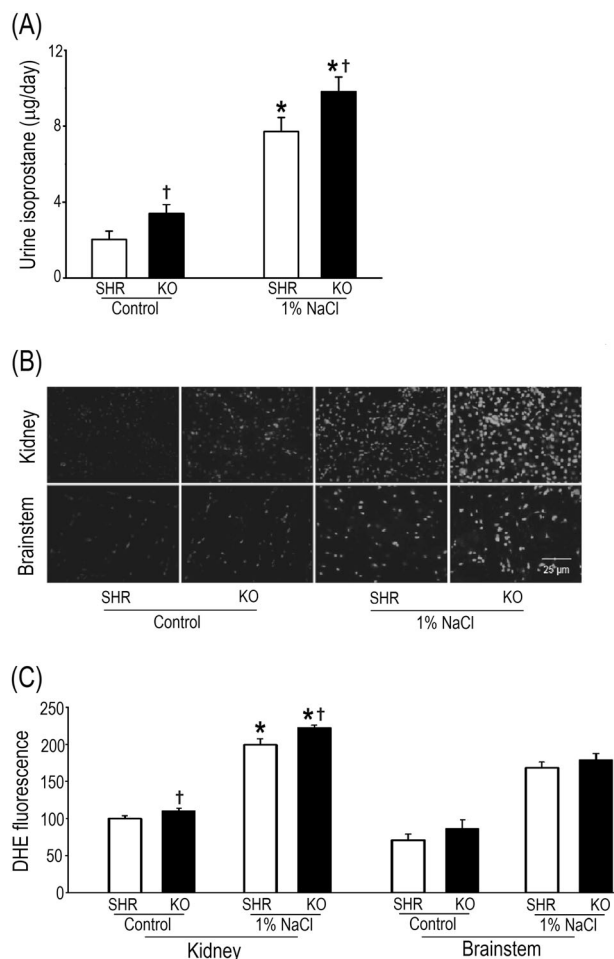 (A)
Urine isoprostane (µg/day)
12
8
4
0
†
*
*†
SHR KO SHR KO
Control 1% NaCl
(B)
Kidney
Brainstem
25 µm
SHR KO SHR KO
Control 1% NaCl
(C)
DHE fluorescence
250
200
150
100
50
0
†
*
*†
SHR KO SHR KO SHR KO SHR KO
Control 1% NaCl Control 1% NaCl
Kidney Brainstem